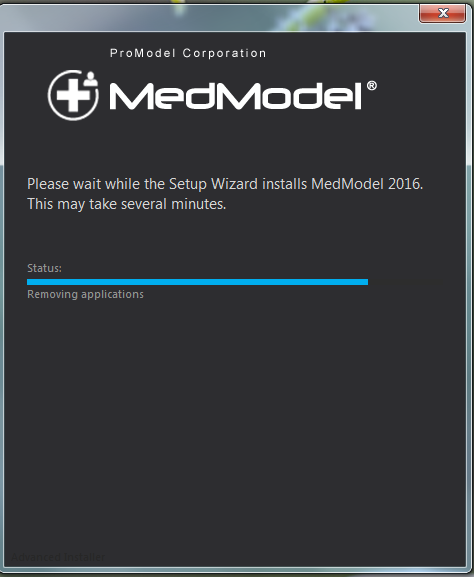 ProModel Corporation
MedModel®
Please wait while the Setup Wizard installs MedModel 2016.
This may take several minutes.
Status:
Removing applications
Advanced Installer